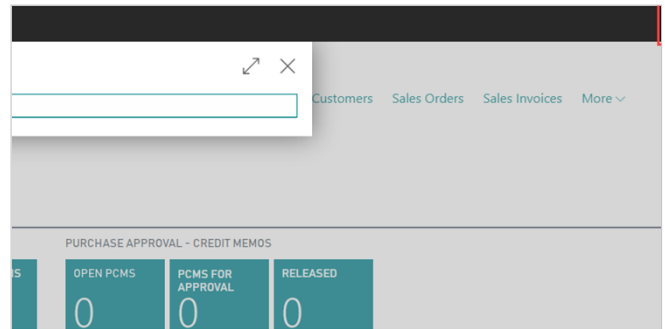 Customers Sales Orders Sales Invoices More
PURCHASE APPROVAL - CREDIT MEMOS
OPEN PCMS
PCMS FOR
APPROVAL
RELEASED
0 0 0